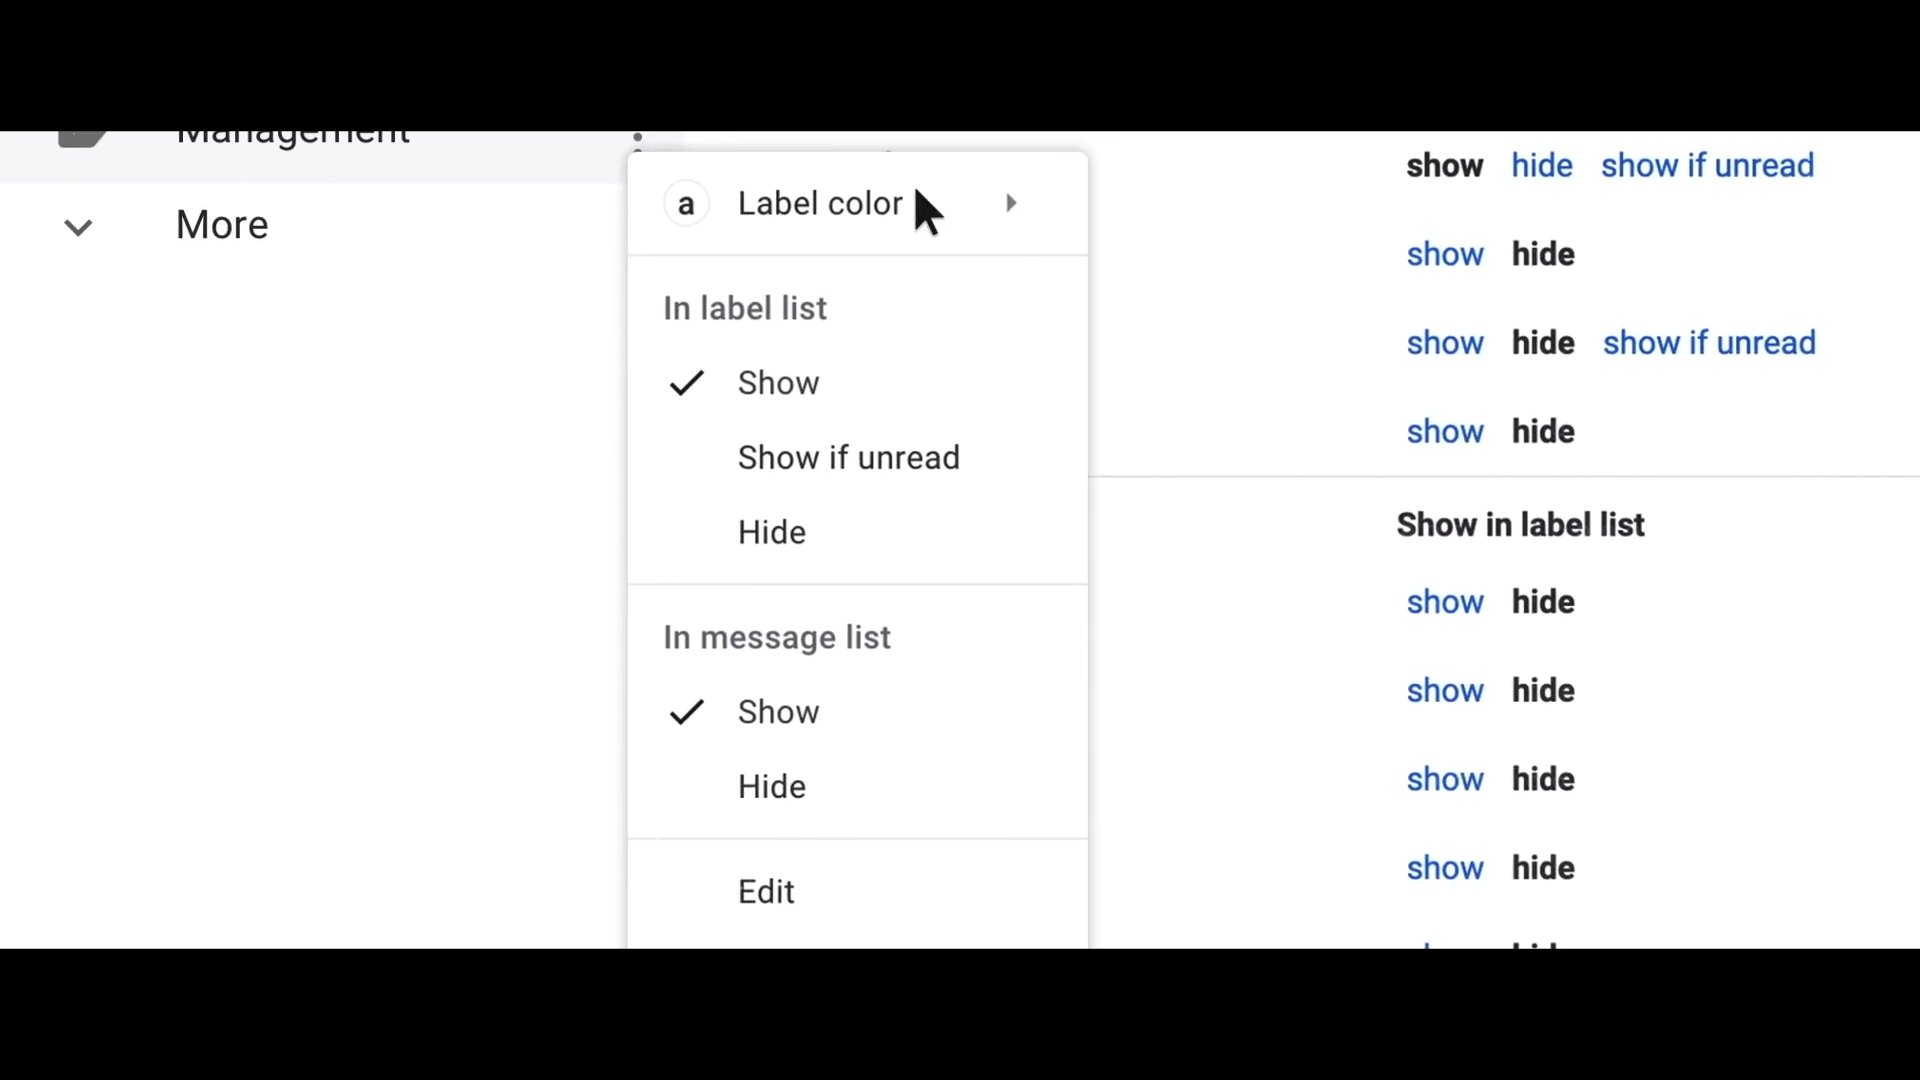 Management
More
a Label color
In label list
Show
Show if unread
Hide
In message list
Show
Hide
Edit
show hide show if unread
show hide
show hide show if unread
show hide
Show in label list
show hide
show hide
show hide
show hide